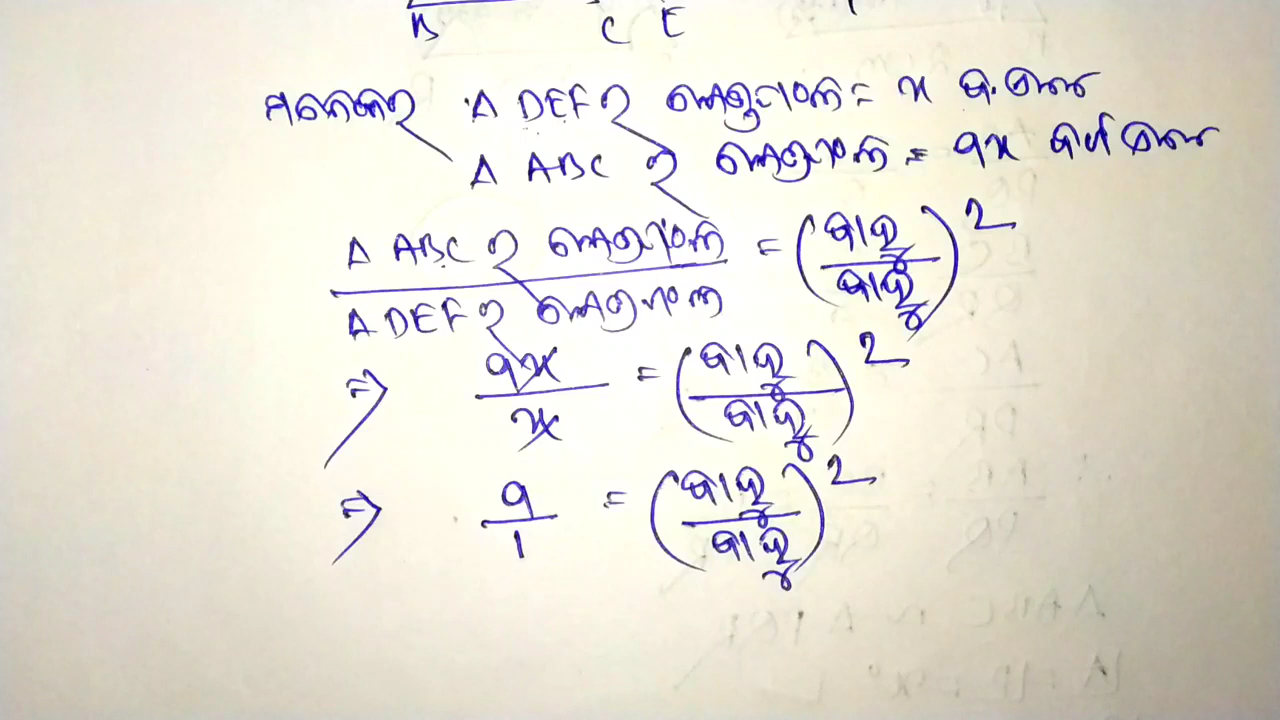 B C E
ମନେକର Δ DEF ର କ୍ଷେତ୍ରଫଳ = x ବ.ଏକକ
Δ ABC ର କ୍ଷେତ୍ରଫଳ = 9x ବର୍ଗ ଏକକ
Δ ABC ର କ୍ଷେତ୍ରଫଳ / Δ DEF ର କ୍ଷେତ୍ରଫଳ = (ବାହୁ / ବାହୁ)²
⇒ 9x / x = (ବାହୁ / ବାହୁ)²
⇒ 9 / 1 = (ବାହୁ / ବାହୁ)²